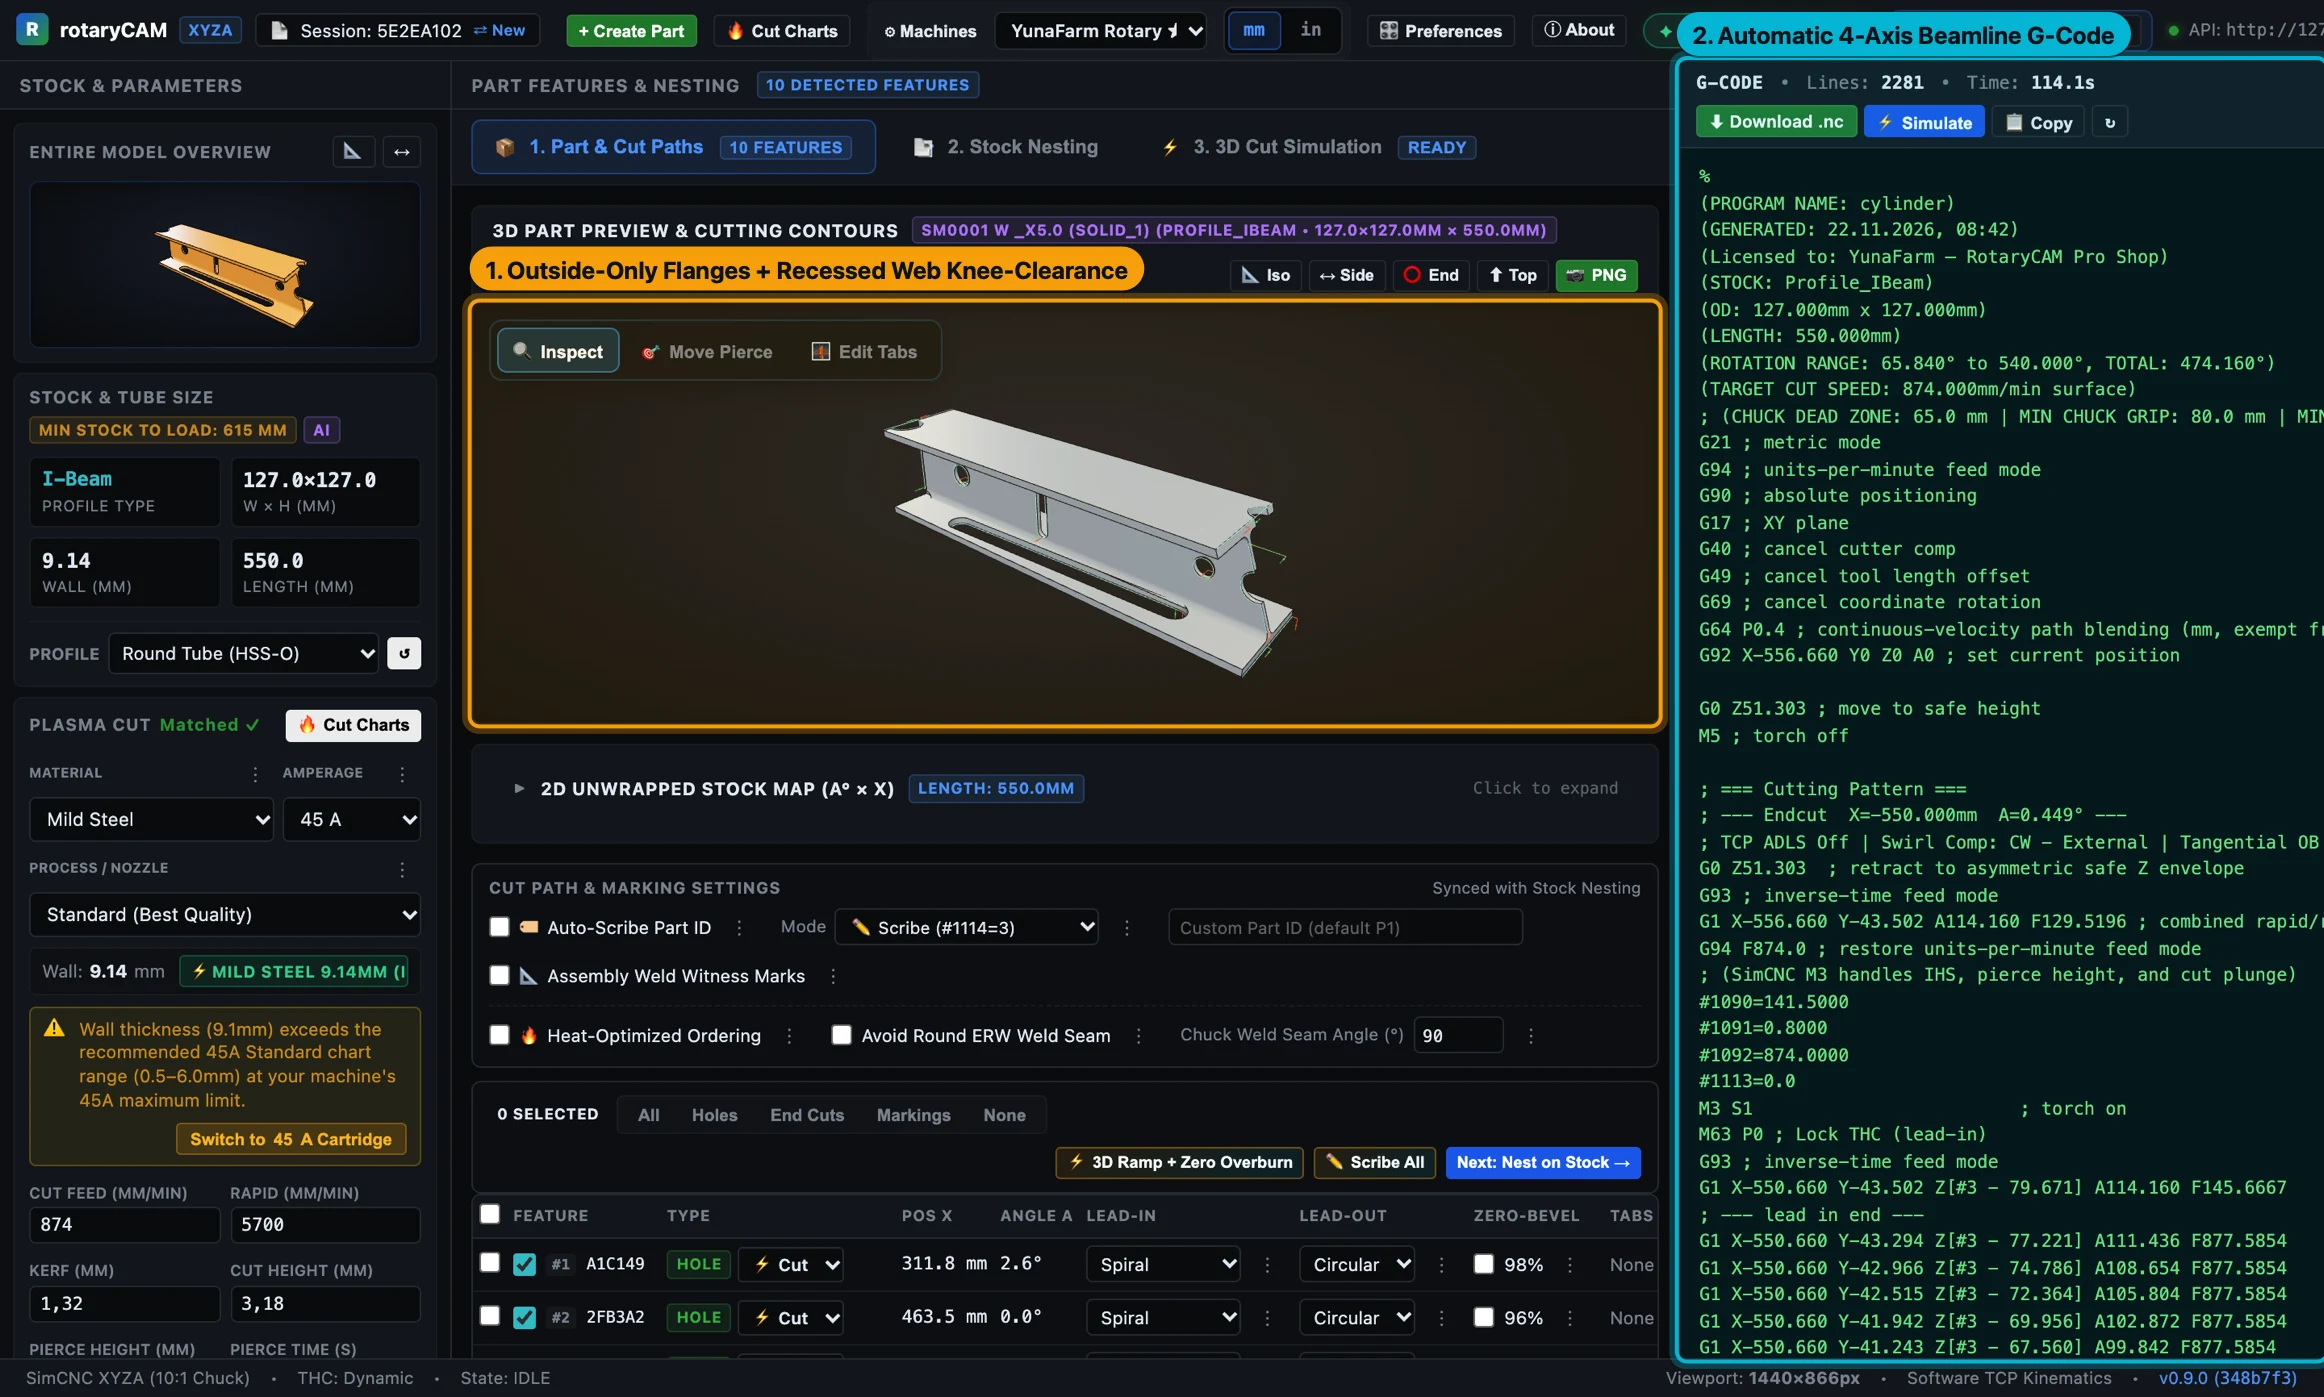 R rotaryCAM XYZA Session: 5E2EA102 ⇄ New + Create Part Cut Charts Machines YunaFarm Rotary mm in Preferences ⓘ About 2. Automatic 4-Axis Beamline G-Code API: http://127
STOCK & PARAMETERS
ENTIRE MODEL OVERVIEW
STOCK & TUBE SIZE
MIN STOCK TO LOAD: 615 MM AI
I-Beam 127.0×127.0
PROFILE TYPE W × H (MM)
9.14 550.0
WALL (MM) LENGTH (MM)
PROFILE Round Tube (HSS-O)
PLASMA CUT Matched ✓ Cut Charts
MATERIAL AMPERAGE
Mild Steel 45 A
PROCESS / NOZZLE
Standard (Best Quality)
Wall: 9.14 mm MILD STEEL 9.14MM (I
Wall thickness (9.1mm) exceeds the
recommended 45A Standard chart
range (0.5–6.0mm) at your machine's
45A maximum limit.
Switch to 45 A Cartridge
CUT FEED (MM/MIN) RAPID (MM/MIN)
874 5700
KERF (MM) CUT HEIGHT (MM)
1,32 3,18
PIERCE HEIGHT (MM) PIERCE TIME (S)
PART FEATURES & NESTING 10 DETECTED FEATURES
1. Part & Cut Paths 10 FEATURES 2. Stock Nesting 3. 3D Cut Simulation READY
3D PART PREVIEW & CUTTING CONTOURS SM0001 W _X5.0 (SOLID_1) (PROFILE_IBEAM • 127.0×127.0MM × 550.0MM)
1. Outside-Only Flanges + Recessed Web Knee-Clearance
Iso ↔ Side End Top PNG
Inspect Move Pierce Edit Tabs
2D UNWRAPPED STOCK MAP (A° × X) LENGTH: 550.0MM Click to expand
CUT PATH & MARKING SETTINGS Synced with Stock Nesting
Auto-Scribe Part ID Mode Scribe (#1114=3) Custom Part ID (default P1)
Assembly Weld Witness Marks
Heat-Optimized Ordering Avoid Round ERW Weld Seam Chuck Weld Seam Angle (°) 90
0 SELECTED All Holes End Cuts Markings None
3D Ramp + Zero Overburn Scribe All Next: Nest on Stock →
FEATURE TYPE POS X ANGLE A LEAD-IN LEAD-OUT ZERO-BEVEL TABS
#1 A1C149 HOLE Cut 311.8 mm 2.6° Spiral Circular 98% None
#2 2FB3A2 HOLE Cut 463.5 mm 0.0° Spiral Circular 96% None
G-CODE • Lines: 2281 • Time: 114.1s
Download .nc Simulate Copy ↻
%
(PROGRAM NAME: cylinder)
(GENERATED: 22.11.2026, 08:42)
(Licensed to: YunaFarm — RotaryCAM Pro Shop)
(STOCK: Profile_IBeam)
(OD: 127.000mm x 127.000mm)
(LENGTH: 550.000mm)
(ROTATION RANGE: 65.840° to 540.000°, TOTAL: 474.160°)
(TARGET CUT SPEED: 874.000mm/min surface)
; (CHUCK DEAD ZONE: 65.0 mm | MIN CHUCK GRIP: 80.0 mm | MIN
G21 ; metric mode
G94 ; units-per-minute feed mode
G90 ; absolute positioning
G17 ; XY plane
G40 ; cancel cutter comp
G49 ; cancel tool length offset
G69 ; cancel coordinate rotation
G64 P0.4 ; continuous-velocity path blending (mm, exempt fr
G92 X-556.660 Y0 Z0 A0 ; set current position
G0 Z51.303 ; move to safe height
M5 ; torch off
; === Cutting Pattern ===
; --- Endcut X=-550.000mm A=0.449° ---
; TCP ADLS Off | Swirl Comp: CW - External | Tangential OB
G0 Z51.303 ; retract to asymmetric safe Z envelope
G93 ; inverse-time feed mode
G1 X-556.660 Y-43.502 A114.160 F129.5196 ; combined rapid/r
G94 F874.0 ; restore units-per-minute feed mode
; (SimCNC M3 handles IHS, pierce height, and cut plunge)
#1090=141.5000
#1091=0.8000
#1092=874.0000
#1113=0.0
M3 S1 ; torch on
M63 P0 ; Lock THC (lead-in)
G93 ; inverse-time feed mode
G1 X-550.660 Y-43.502 Z[#3 - 79.671] A114.160 F145.6667
; --- lead in end ---
G1 X-550.660 Y-43.294 Z[#3 - 77.221] A111.436 F877.5854
G1 X-550.660 Y-42.966 Z[#3 - 74.786] A108.654 F877.5854
G1 X-550.660 Y-42.515 Z[#3 - 72.364] A105.804 F877.5854
G1 X-550.660 Y-41.942 Z[#3 - 69.956] A102.872 F877.5854
G1 X-550.660 Y-41.243 Z[#3 - 67.560] A99.842 F877.5854
SimCNC XYZA (10:1 Chuck) • THC: Dynamic • State: IDLE Viewport: 1440×866px • Software TCP Kinematics • v0.9.0 (348b7f3)